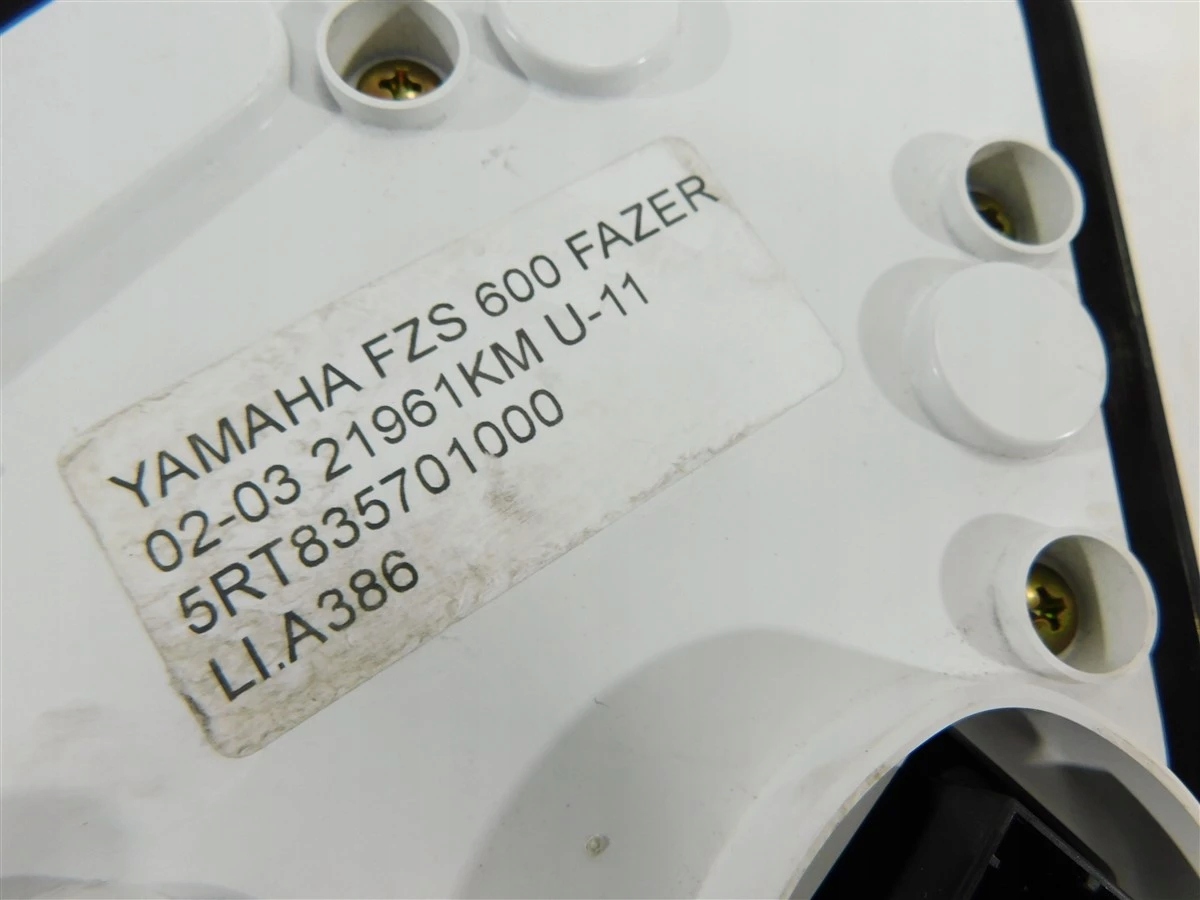 YAMAHA FZS 600 FAZER
02-03 21961KM U-11
5RT835701000
LI.A386